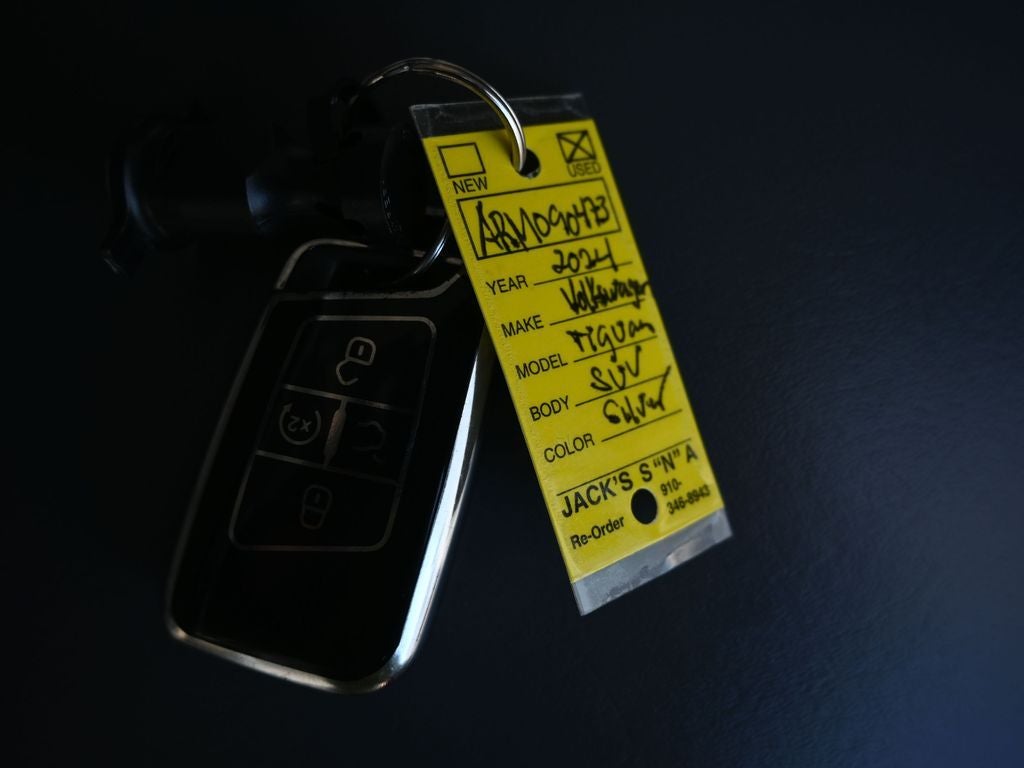 NEW USED
ARM090473
YEAR 2024
MAKE Volkswagen
MODEL Tiguan
BODY SUV
COLOR Silver
JACK'S S "N" A
Re-Order 910-
346-8943
x2